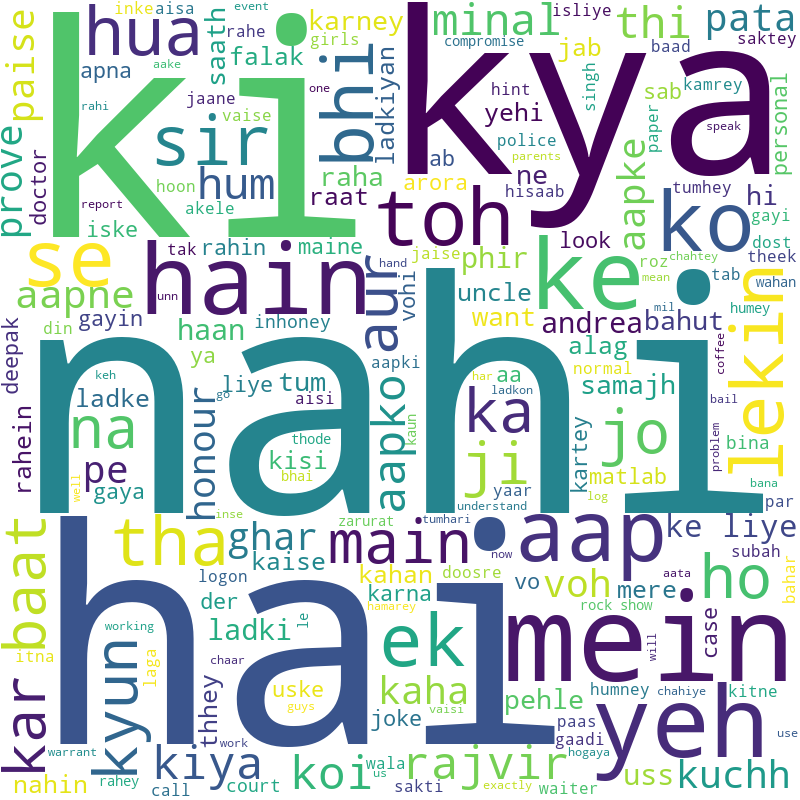 inke aisa
hua
ki
karney
minal
thi
pata
event
rahe
girls
compromise
isliye
kya
paise
aake
saath
falak
bhi
ladkiyan
jab
baad
saktey
apna
one
hint
singh
sab
kamrey
personal
rahi
jaane
vaise
yehi
paper
prove
doctor
sir
police
speak
hoon
hum
raha
ab
parents
aapke
tumhey
hi
report
akele
raat
arora
ne
hisaab
gayi
iske
toh
ko
dost
se
tak
rahin
maine
jaise
phir
look
roz
chahtey
theek
hain
aur
hand
vohi
ke
mean
tab
wahan
unn
uncle
aapne
gayin
haan
inhoney
want
andrea
bahut
mil
humey
lekin
din
deepak
ya
aapki
alag
coffee
keh
nahi
har
aa
normal
ladke
liye
tum
go
aisi
aapko
ladkon
samajh
bail
rahein
na
honour
thode
kaun
ka
kartey
jo
bina
pe
kisi
ji
matlab
problem
well
gaya
bhai
yaar
log
bana
inse
zarurat
tumhari
understand
par
baat
tha
ghar
main
aap
ke liye
hai
kaise
now
subah
bahar
logon
kahan
doosre
vo
voh
mere
ho
der
karna
aata
kyun
hamarey
rock show
case
itna
working
ladki
le
ek
mein
will
laga
chaar
uske
kaha
pehle
humney
chahiye
kitne
kar
thhey
guys
joke
vaisi
paas
yeh
use
warrant
kiya
work
koi
wala
rajvir
gaadi
hogaya
nahin
rahey
call
court
us
sakti
exactly
waiter
uss
kuchh